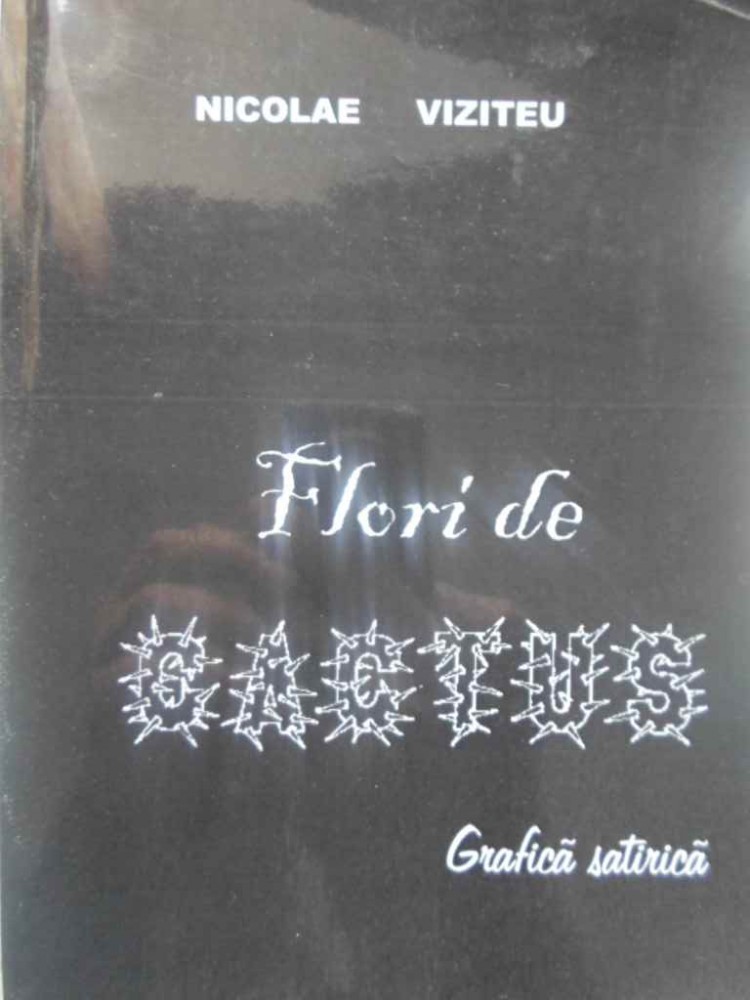 NICOLAE VIZITEU
Flori de
CACTUS
Grafică satirică